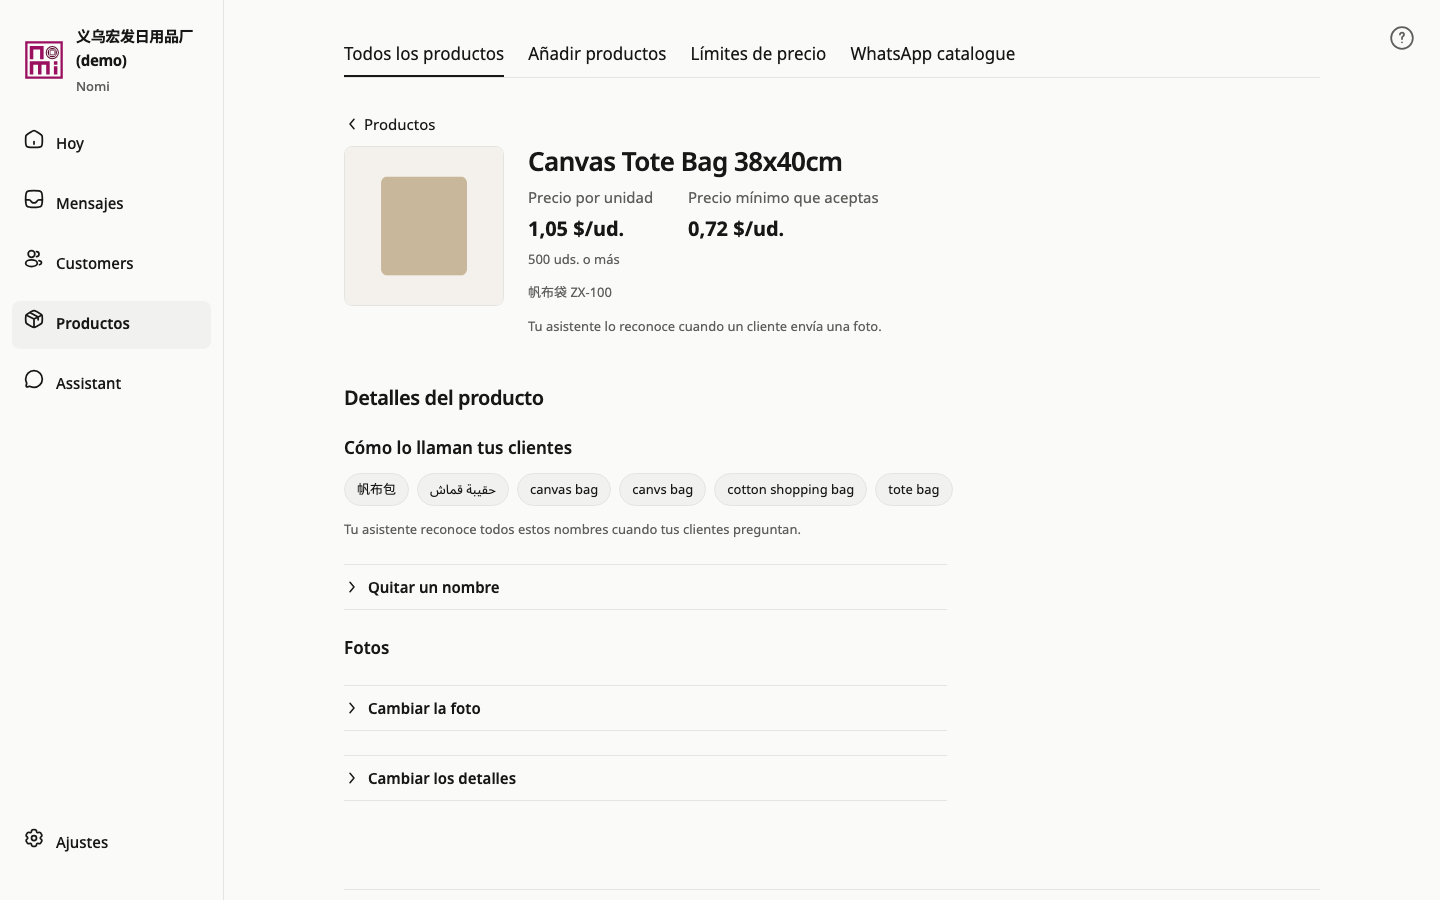 义乌宏发日用品厂
(demo)
Nomi
Hoy
Mensajes
Customers
Productos
Assistant
Ajustes
Todos los productos
Añadir productos
Límites de precio
WhatsApp catalogue
Productos
Canvas Tote Bag 38x40cm
Precio por unidad
Precio mínimo que aceptas
1,05 $/ud.
0,72 $/ud.
500 uds. o más
帆布袋 ZX-100
Tu asistente lo reconoce cuando un cliente envía una foto.
Detalles del producto
Cómo lo llaman tus clientes
帆布包
حقيبة قماش
canvas bag
canvs bag
cotton shopping bag
tote bag
Tu asistente reconoce todos estos nombres cuando tus clientes preguntan.
Quitar un nombre
Fotos
Cambiar la foto
Cambiar los detalles